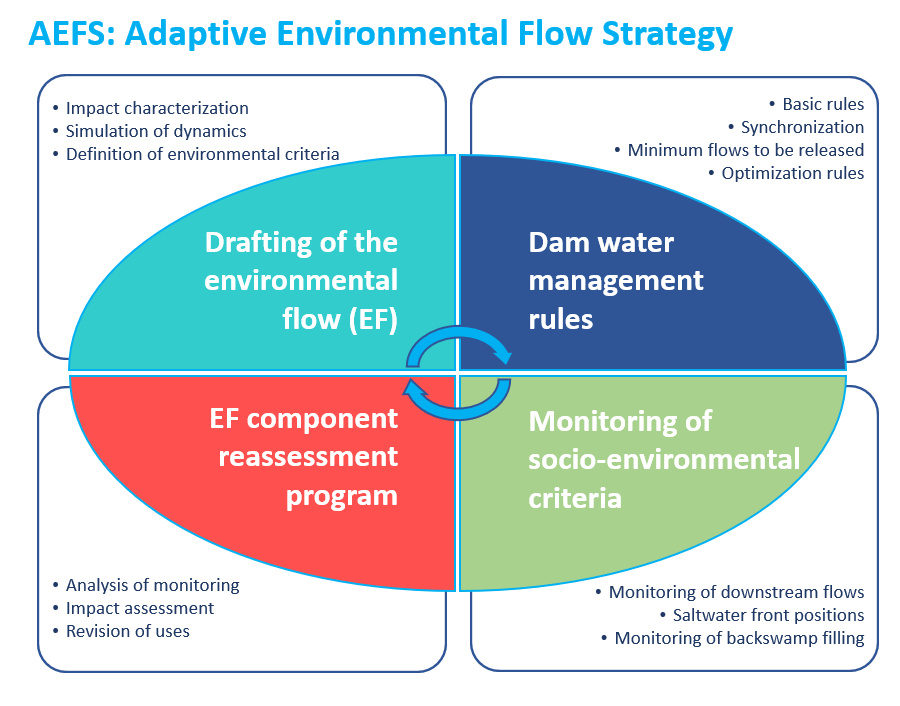 AEFS: Adaptive Environmental Flow Strategy
• Impact characterization
• Simulation of dynamics
• Definition of environmental criteria
• Basic rules
• Synchronization
• Minimum flows to be released
• Optimization rules
Drafting of the
environmental
flow (EF)
Dam water
management
rules
EF component
reassessment
program
Monitoring of
socio-environmental
criteria
• Analysis of monitoring
• Impact assessment
• Revision of uses
• Monitoring of downstream flows
• Saltwater front positions
• Monitoring of backswamp filling